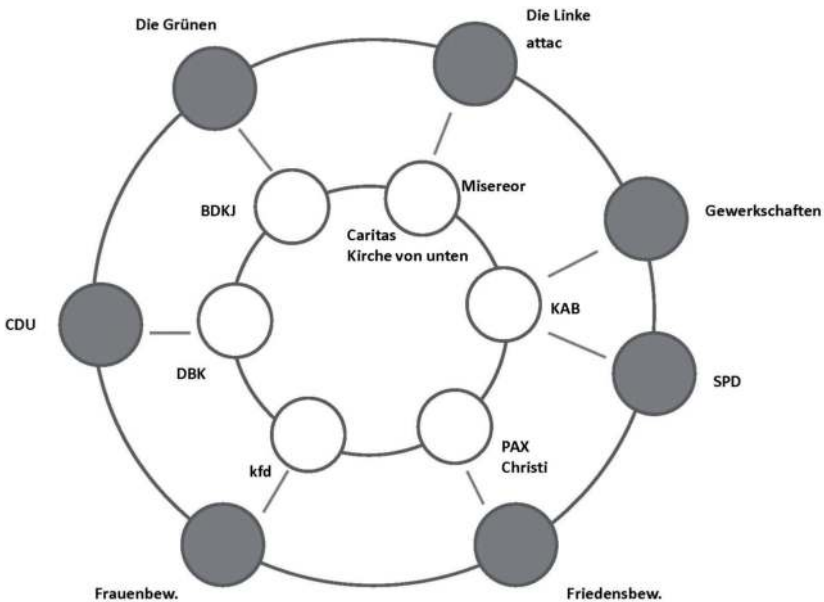 Die Grünen
Die Linke
attac
BDKJ
Misereor
Caritas
Kirche von unten
Gewerkschaften
KAB
CDU
DBK
SPD
kfd
PAX
Christi
Frauenbew.
Friedensbew.